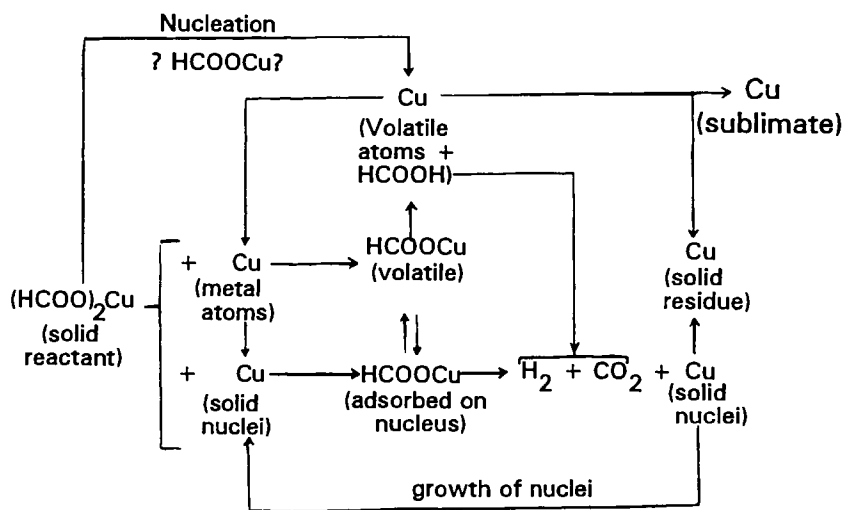 Nucleation
? HCOOCu?
Cu
(Volatile
atoms +
HCOOH)
Cu
(sublimate)
HCOOCu
(volatile)
+ Cu
(metal
atoms)
Cu
(solid
residue)
(HCOO)2Cu
(solid
reactant)
+ Cu
(solid
nuclei)
HCOOCu
(adsorbed on
nucleus)
H2 + CO2 + Cu
(solid
nuclei)
growth of nuclei